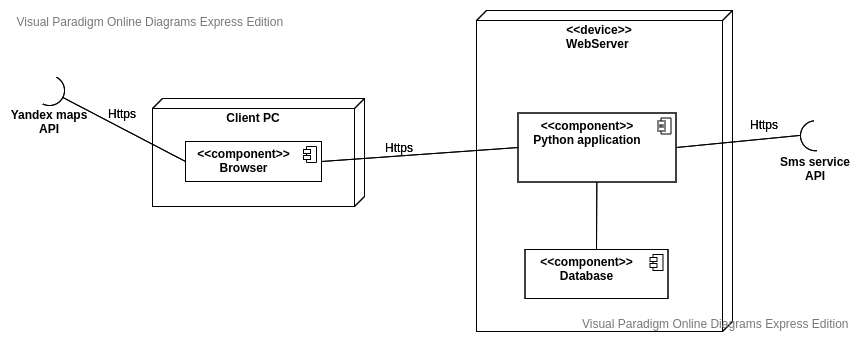 Visual Paradigm Online Diagrams Express Edition
<<device>>
WebServer
Yandex maps
API
Https
Client PC
<<component>>
Browser
Https
<<component>>
Python application
Https
Sms service
API
<<component>>
Database
Visual Paradigm Online Diagrams Express Edition